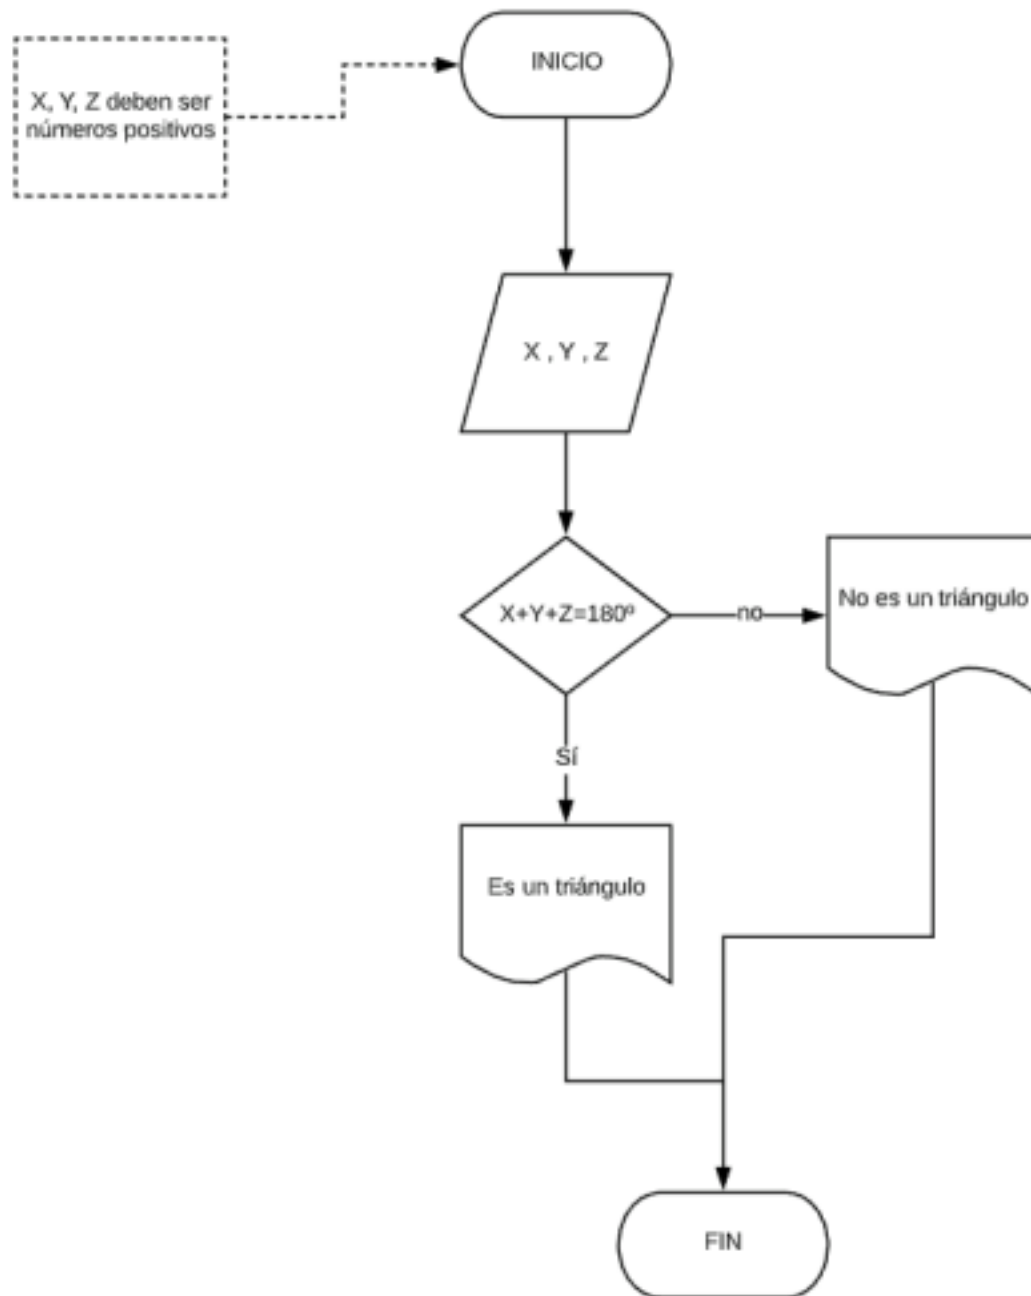 INICIO
X, Y, Z deben ser
números positivos
X , Y , Z
X+Y+Z=180º
no
No es un triángulo
Sí
Es un triángulo
FIN